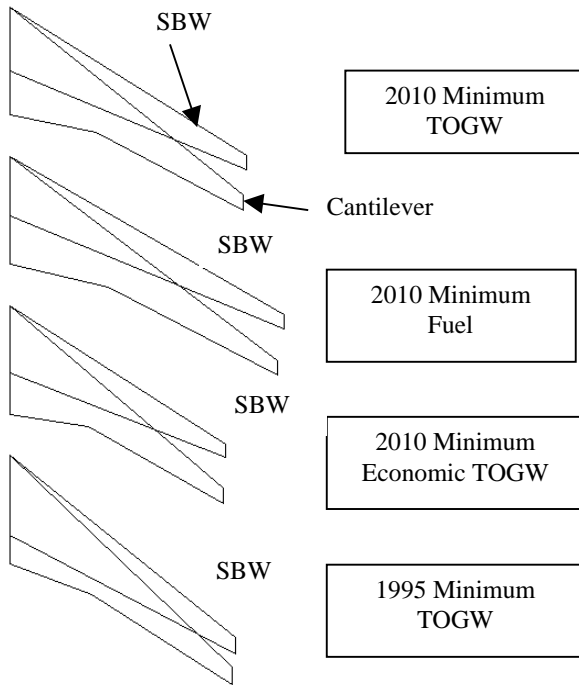 SBW
2010 Minimum
TOGW
Cantilever
SBW
2010 Minimum
Fuel
SBW
2010 Minimum
Economic TOGW
SBW
1995 Minimum
TOGW